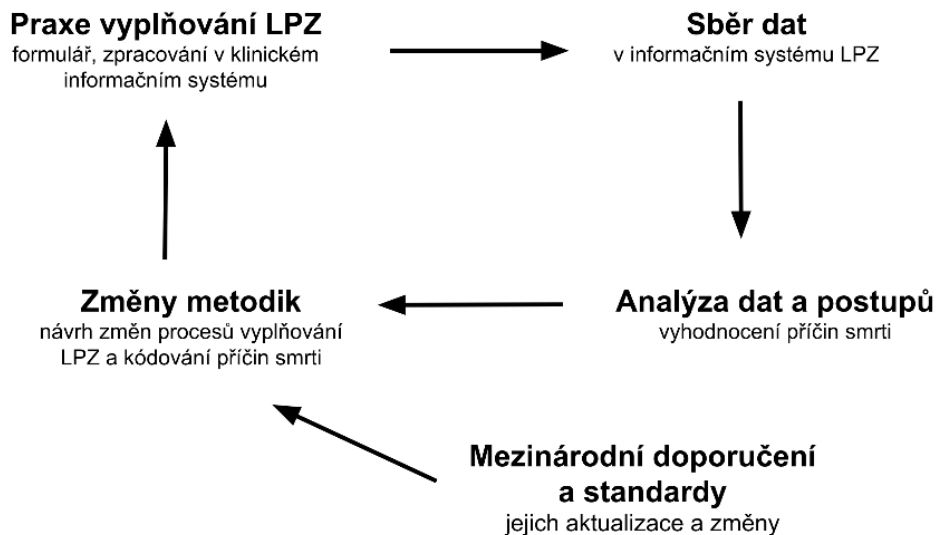 Praxe vyplňování LPZ
formulář, zpracování v klinickém
informačním systému
Sběr dat
v informačním systému LPZ
Změny metodik
návrh změn procesů vyplňování
LPZ a kódování příčin smrti
Analýza dat a postupů
vyhodnocení příčin smrti
Mezinárodní doporučení
a standardy
jejich aktualizace a změny